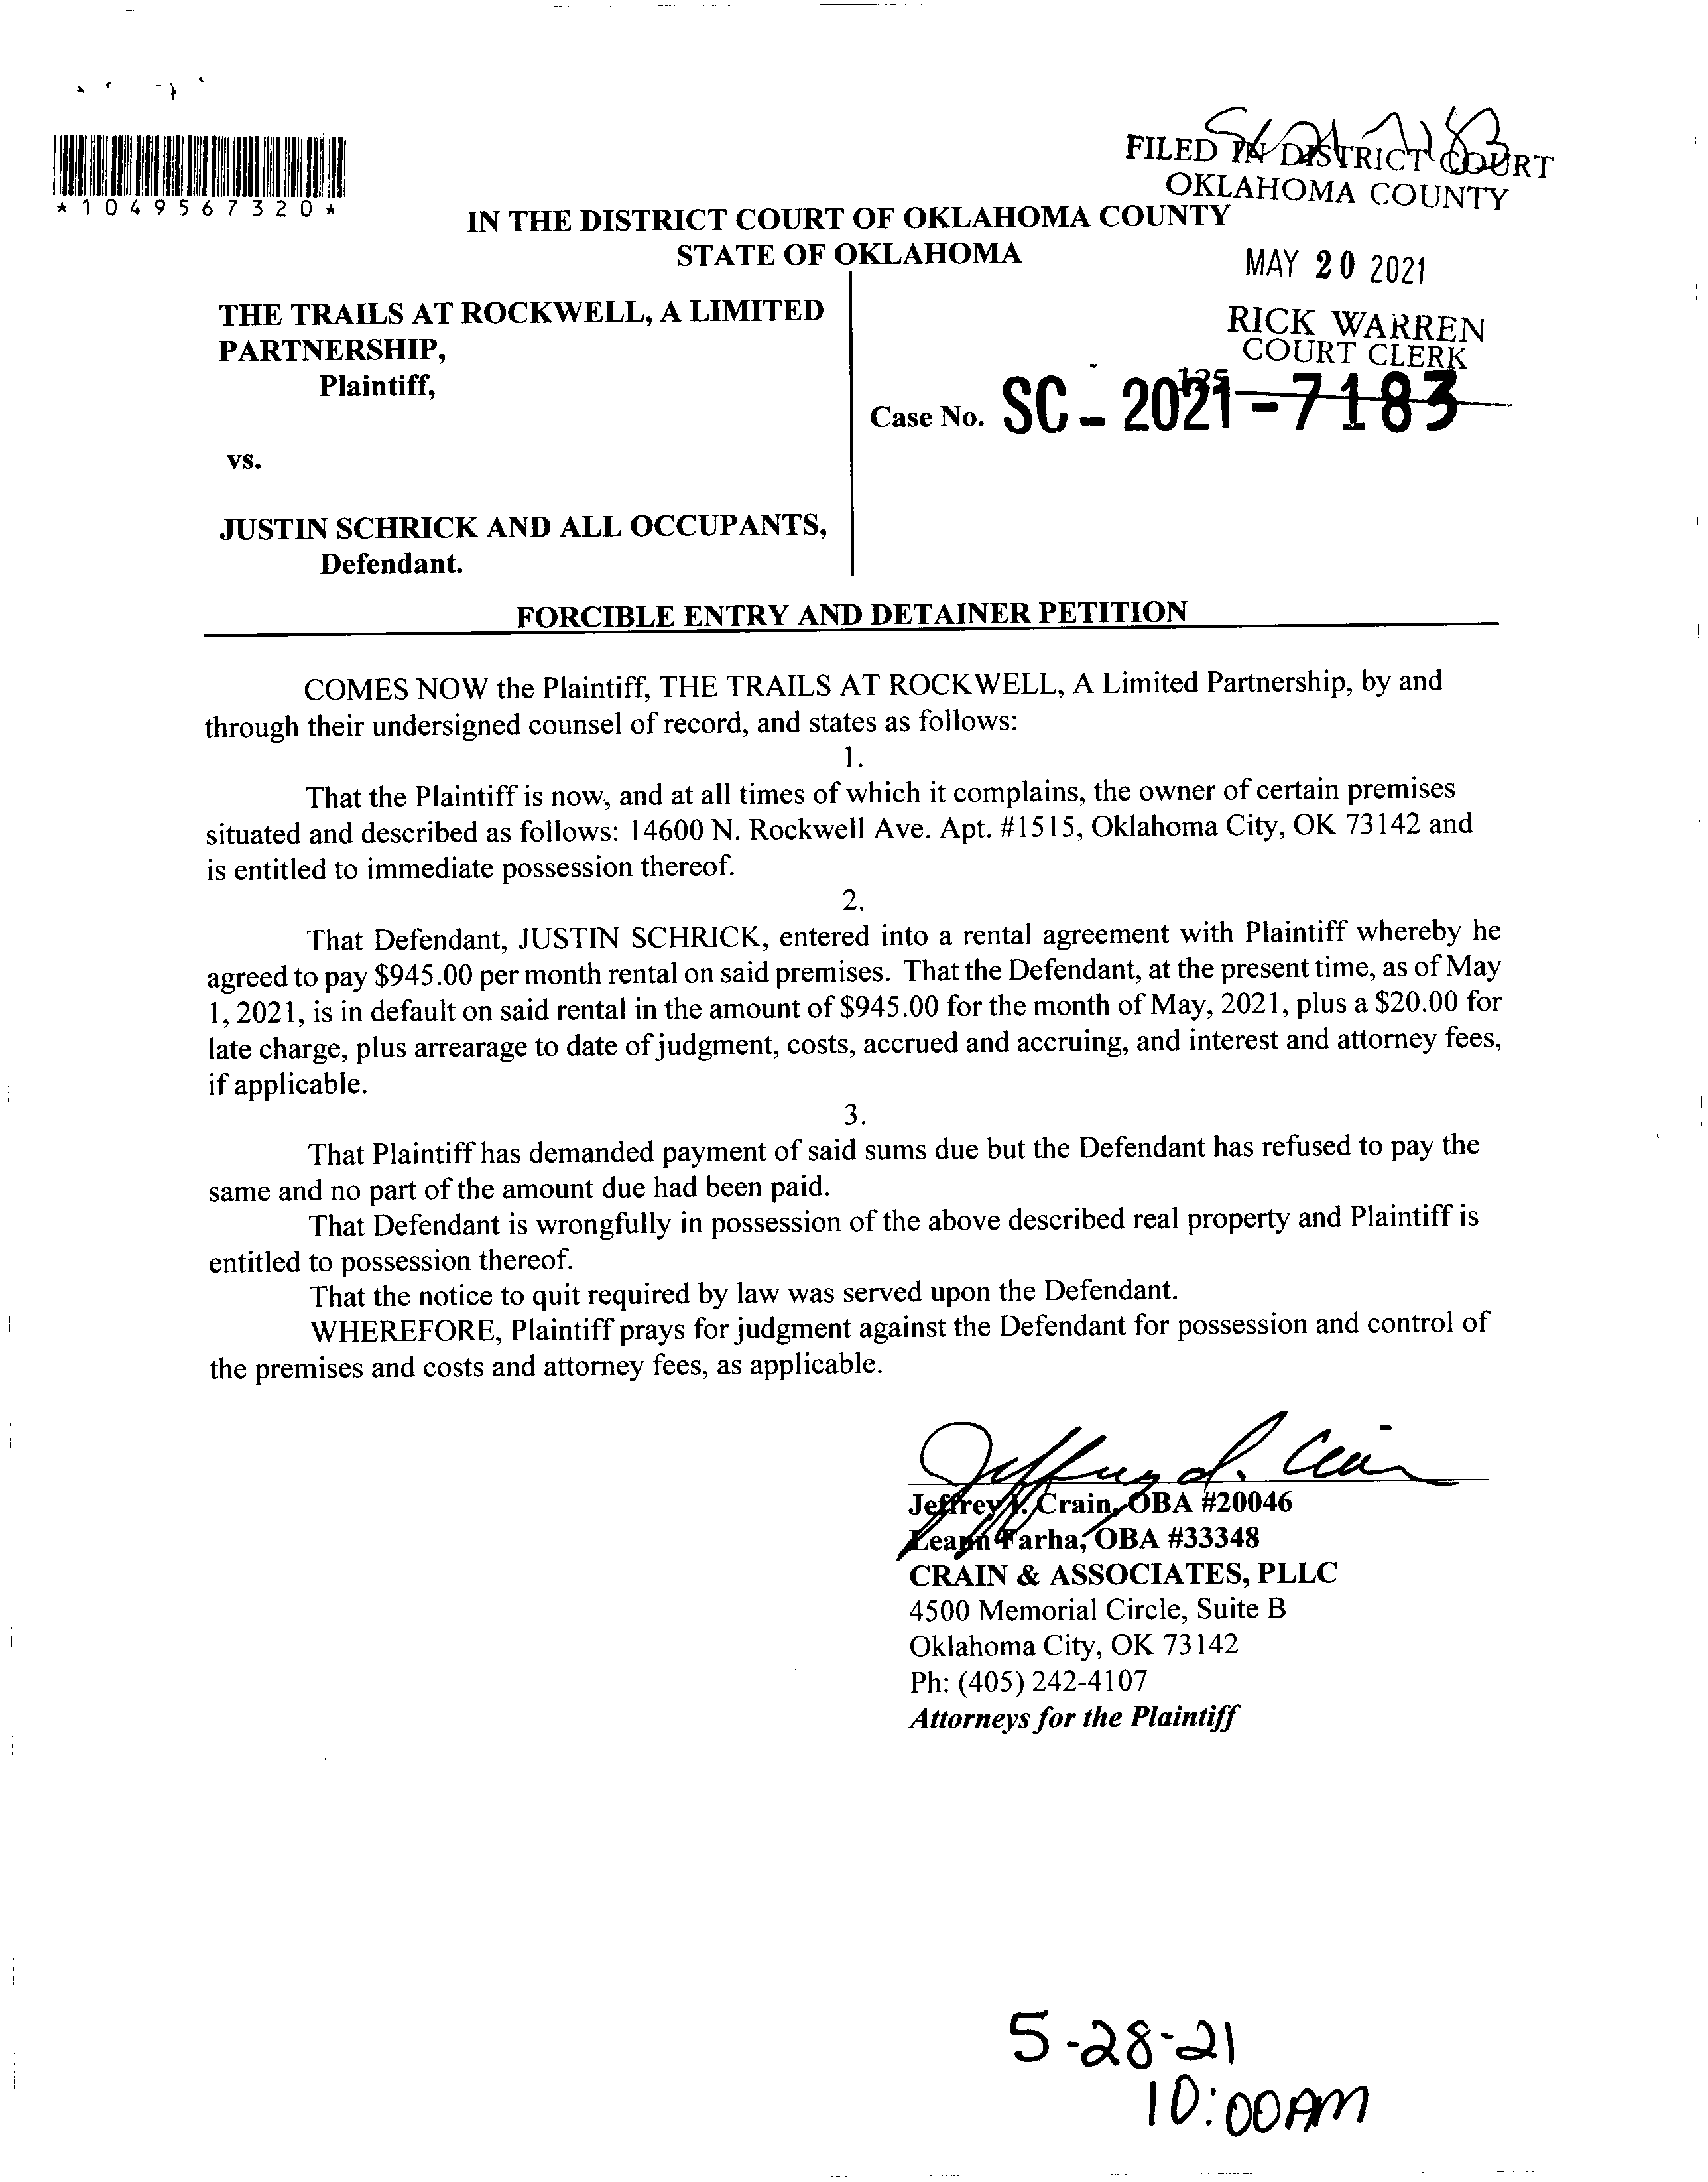 *1049567320*
SC-21-7183
FILED IN DISTRICT COURT
OKLAHOMA COUNTY
IN THE DISTRICT COURT OF OKLAHOMA COUNTY
STATE OF OKLAHOMA
MAY 20 2021
RICK WARREN
COURT CLERK
125
THE TRAILS AT ROCKWELL, A LIMITED
PARTNERSHIP,
Plaintiff,
Case No. SC - 2021 - 7183
vs.
JUSTIN SCHRICK AND ALL OCCUPANTS,
Defendant.
FORCIBLE ENTRY AND DETAINER PETITION
COMES NOW the Plaintiff, THE TRAILS AT ROCKWELL, A Limited Partnership, by and
through their undersigned counsel of record, and states as follows:
1.
That the Plaintiff is now, and at all times of which it complains, the owner of certain premises
situated and described as follows: 14600 N. Rockwell Ave. Apt. #1515, Oklahoma City, OK 73142 and
is entitled to immediate possession thereof.
2.
That Defendant, JUSTIN SCHRICK, entered into a rental agreement with Plaintiff whereby he
agreed to pay $945.00 per month rental on said premises. That the Defendant, at the present time, as of May
1, 2021, is in default on said rental in the amount of $945.00 for the month of May, 2021, plus a $20.00 for
late charge, plus arrearage to date of judgment, costs, accrued and accruing, and interest and attorney fees,
if applicable.
3.
That Plaintiff has demanded payment of said sums due but the Defendant has refused to pay the
same and no part of the amount due had been paid.
That Defendant is wrongfully in possession of the above described real property and Plaintiff is
entitled to possession thereof.
That the notice to quit required by law was served upon the Defendant.
WHEREFORE, Plaintiff prays for judgment against the Defendant for possession and control of
the premises and costs and attorney fees, as applicable.
Jeffrey I. Crain
Jeffrey I. Crain, OBA #20046
Leann Farha, OBA #33348
CRAIN & ASSOCIATES, PLLC
4500 Memorial Circle, Suite B
Oklahoma City, OK 73142
Ph: (405) 242-4107
Attorneys for the Plaintiff
5-28-21
10:00AM